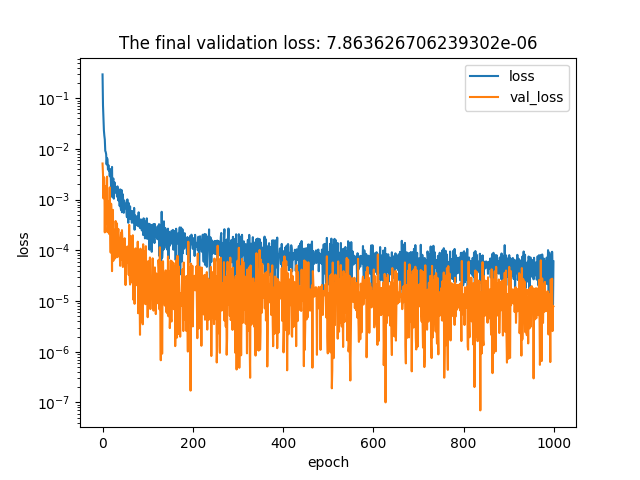 The final validation loss: 7.863626706239302e-06
loss
val_loss
10⁻¹
10⁻²
10⁻³
10⁻⁴
10⁻⁵
10⁻⁶
10⁻⁷
loss
0 200 400 600 800 1000
epoch